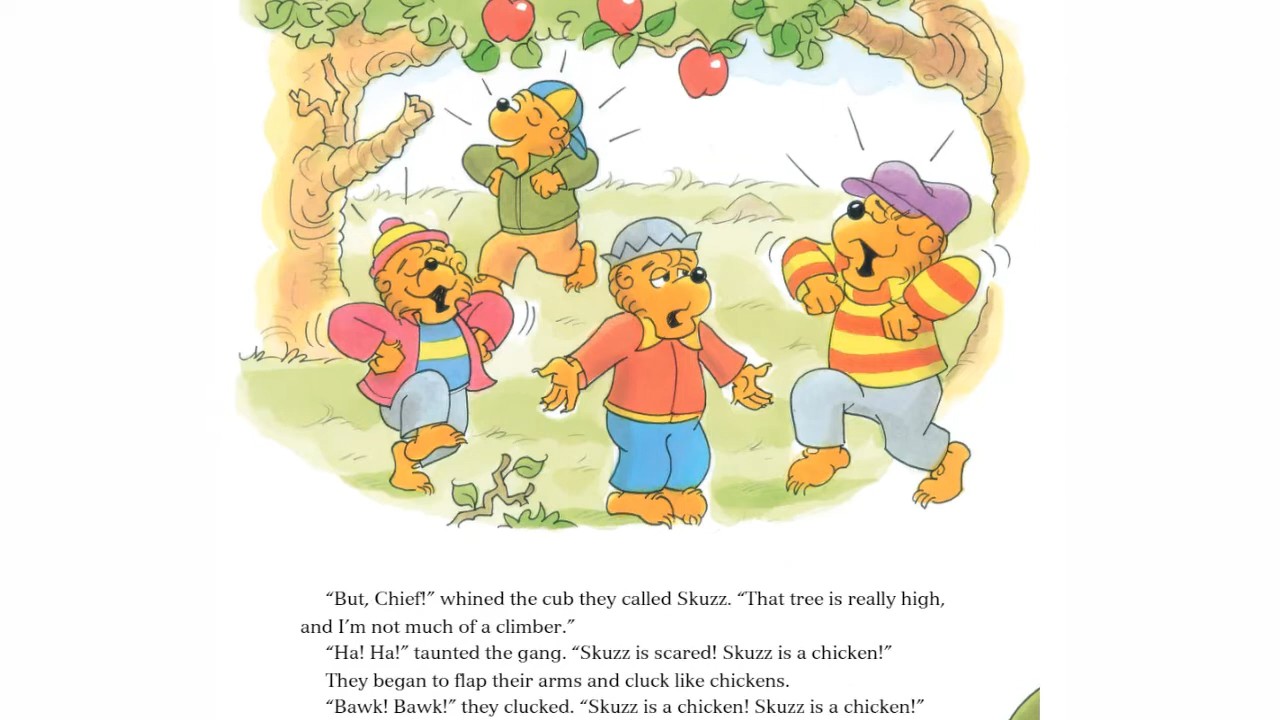 “But, Chief!” whined the cub they called Skuzz. “That tree is really high,
and I’m not much of a climber.”
“Ha! Ha!” taunted the gang. “Skuzz is scared! Skuzz is a chicken!”
They began to flap their arms and cluck like chickens.
“Bawk! Bawk!” they clucked. “Skuzz is a chicken! Skuzz is a chicken!”